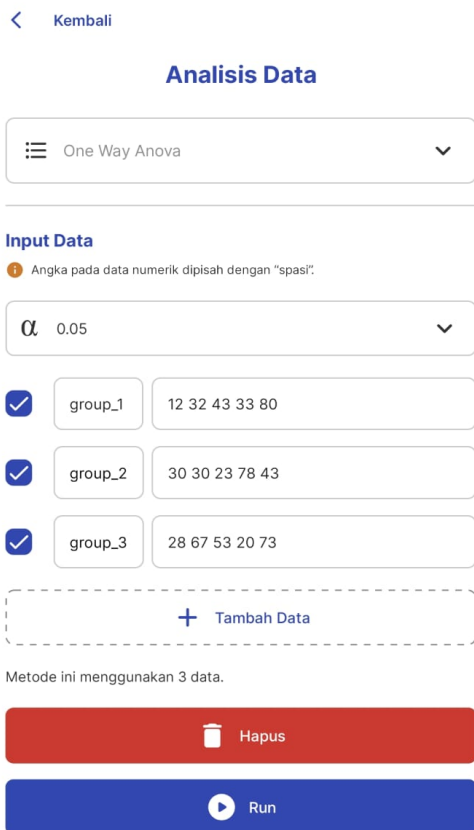 Kembali
Analisis Data
One Way Anova
Input Data
i Angka pada data numerik dipisah dengan "spasi".
α 0.05
group_1 12 32 43 33 80
group_2 30 30 23 78 43
group_3 28 67 53 20 73
+ Tambah Data
Metode ini menggunakan 3 data.
Hapus
Run